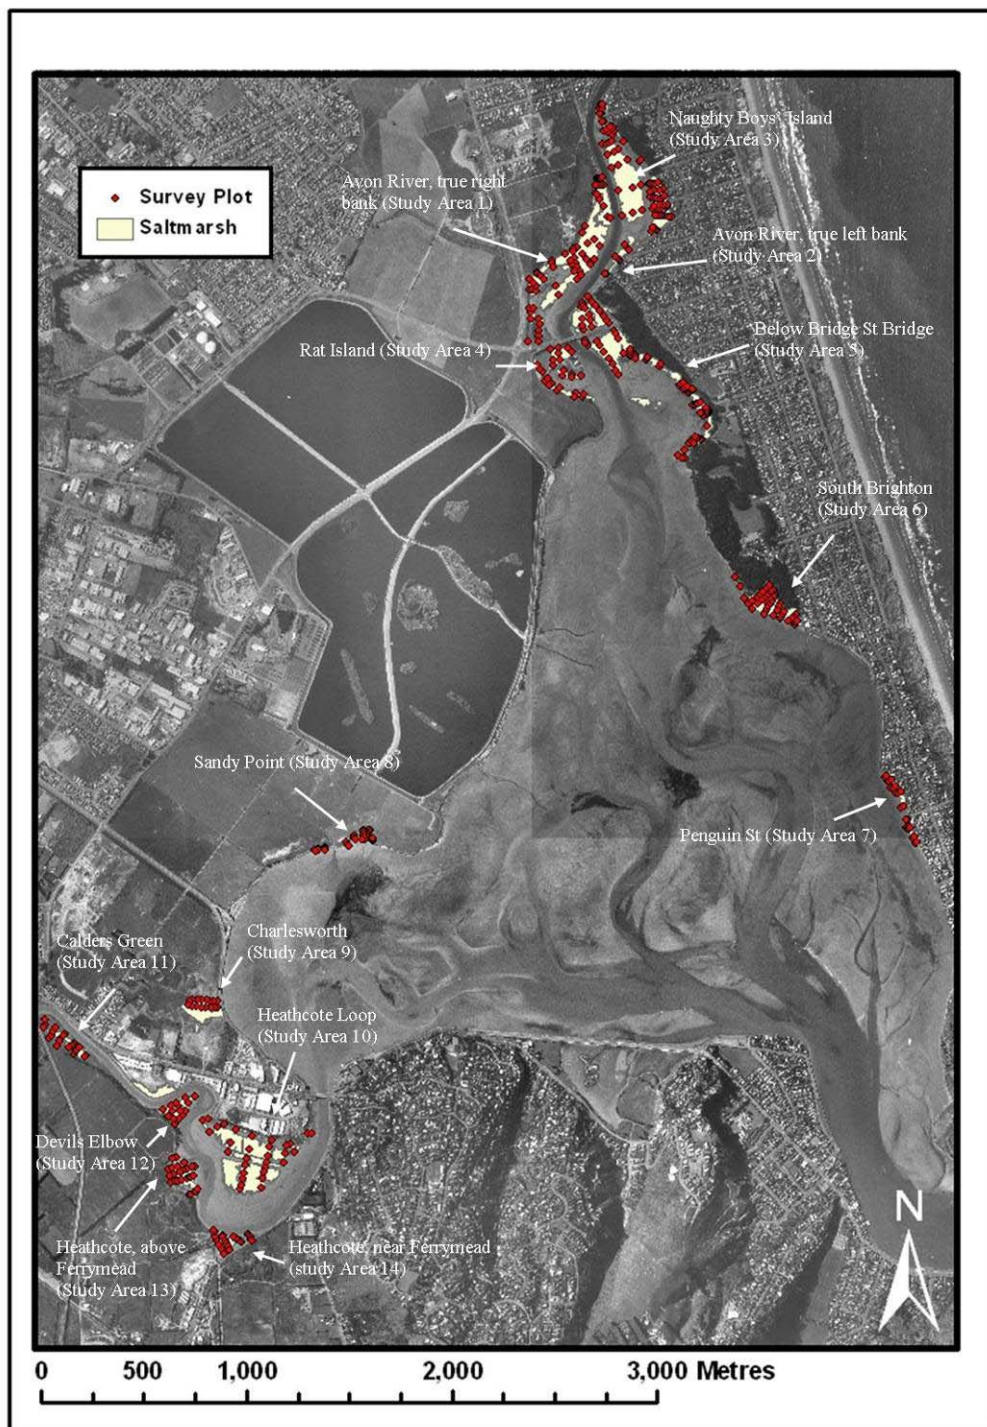 Naughty Boys' Island
(Study Area 3)
Survey Plot
Saltmarsh
Avon River, true right
bank (Study Area 1)
Avon River, true left bank
(Study Area 2)
Below Bridge St Bridge
(Study Area 5)
Rat Island (Study Area 4)
South Brighton
(Study Area 6)
Sandy Point (Study Area 8)
Penguin St (Study Area 7)
Calders Green
(Study Area 11)
Charlesworth
(Study Area 9)
Heathcote Loop
(Study Area 10)
Devils Elbow
(Study Area 12)
Heathcote, above
Ferrymead
(Study Area 13)
Heathcote, near Ferrymead
(study Area 14)
N
0 500 1,000 2,000 3,000 Metres